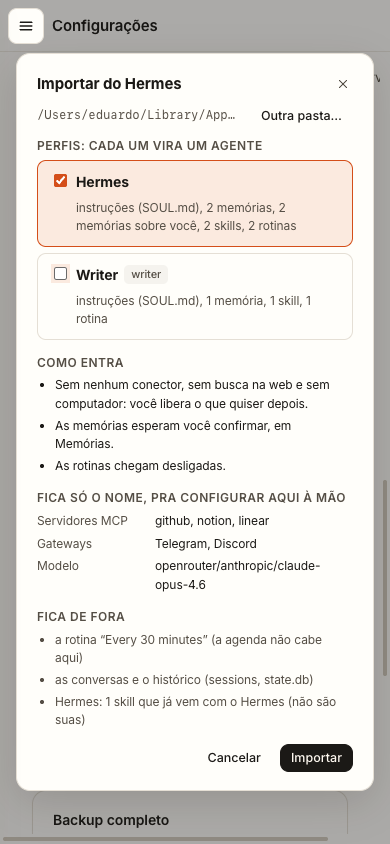 Configurações
Importar do Hermes
/Users/eduardo/Library/App…
Outra pasta…
PERFIS: CADA UM VIRA UM AGENTE
Hermes
instruções (SOUL.md), 2 memórias, 2
memórias sobre você, 2 skills, 2 rotinas
Writer writer
instruções (SOUL.md), 1 memória, 1 skill, 1
rotina
COMO ENTRA
• Sem nenhum conector, sem busca na web e sem
computador: você libera o que quiser depois.
• As memórias esperam você confirmar, em
Memórias.
• As rotinas chegam desligadas.
FICA SÓ O NOME, PRA CONFIGURAR AQUI À MÃO
Servidores MCP github, notion, linear
Gateways Telegram, Discord
Modelo openrouter/anthropic/claude-
opus-4.6
FICA DE FORA
• a rotina “Every 30 minutes” (a agenda não cabe
aqui)
• as conversas e o histórico (sessions, state.db)
• Hermes: 1 skill que já vem com o Hermes (não são
suas)
Cancelar
Importar
Backup completo